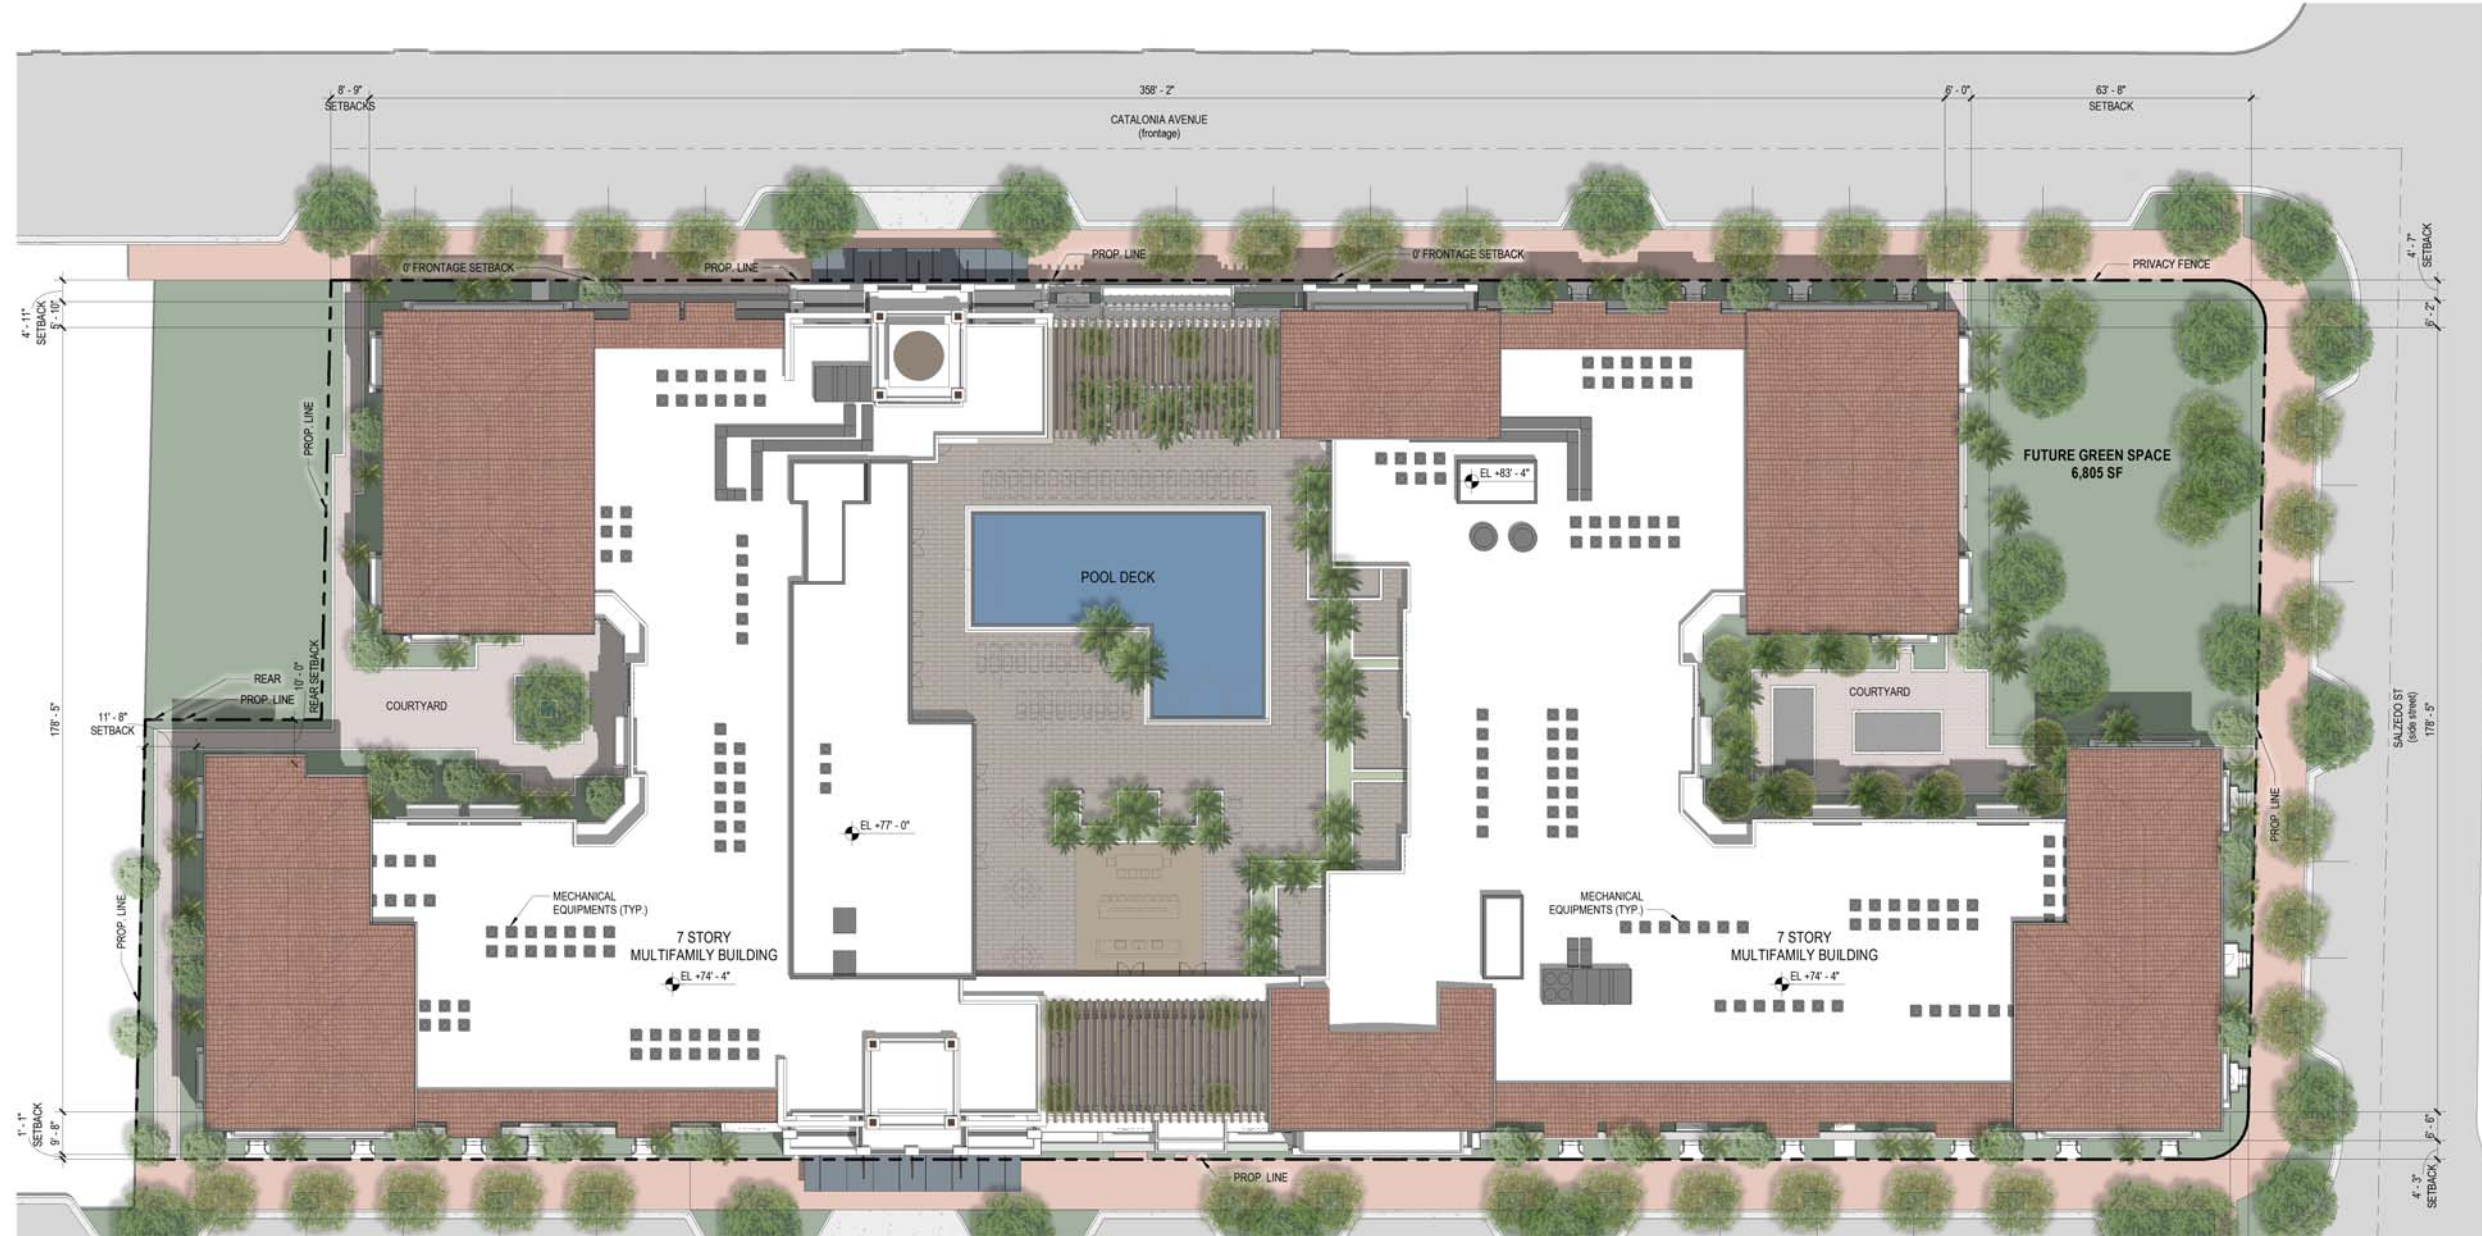 8' - 9"
SETBACKS
358' - 2"
6' - 0"
63' - 8"
SETBACK
CATALONIA AVENUE
(frontage)
0' FRONTAGE SETBACK
PROP. LINE
PROP. LINE
0' FRONTAGE SETBACK
PRIVACY FENCE
4' - 7"
SETBACK
6' - 2"
4' - 11"
SETBACK
5' - 10"
PROP. LINE
FUTURE GREEN SPACE
6,805 SF
EL +83' - 4"
POOL DECK
REAR
PROP. LINE
10' - 0"
REAR SETBACK
COURTYARD
COURTYARD
11' - 8"
SETBACK
178' - 5"
SALZEDO ST
(side street)
178' - 5"
PROP. LINE
EL +77' - 0"
MECHANICAL
EQUIPMENTS (TYP.)
MECHANICAL
EQUIPMENTS (TYP.)
PROP. LINE
7 STORY
MULTIFAMILY BUILDING
EL +74' - 4"
7 STORY
MULTIFAMILY BUILDING
EL +74' - 4"
1' - 1"
SETBACK
9' - 8"
6' - 6"
4' - 3"
SETBACK
PROP. LINE